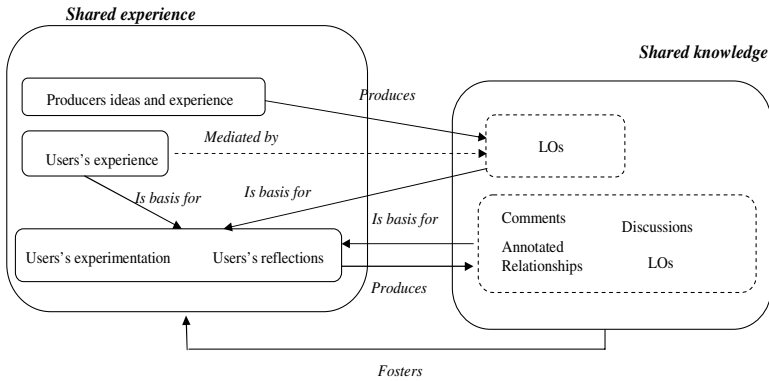 Shared experience
Shared knowledge
Producers ideas and experience
Produces
Mediated by
LOs
Users's experience
Is basis for
Is basis for
Is basis for
Comments
Discussions
Annotated
Relationships
LOs
Users's experimentation
Users's reflections
Produces
Fosters